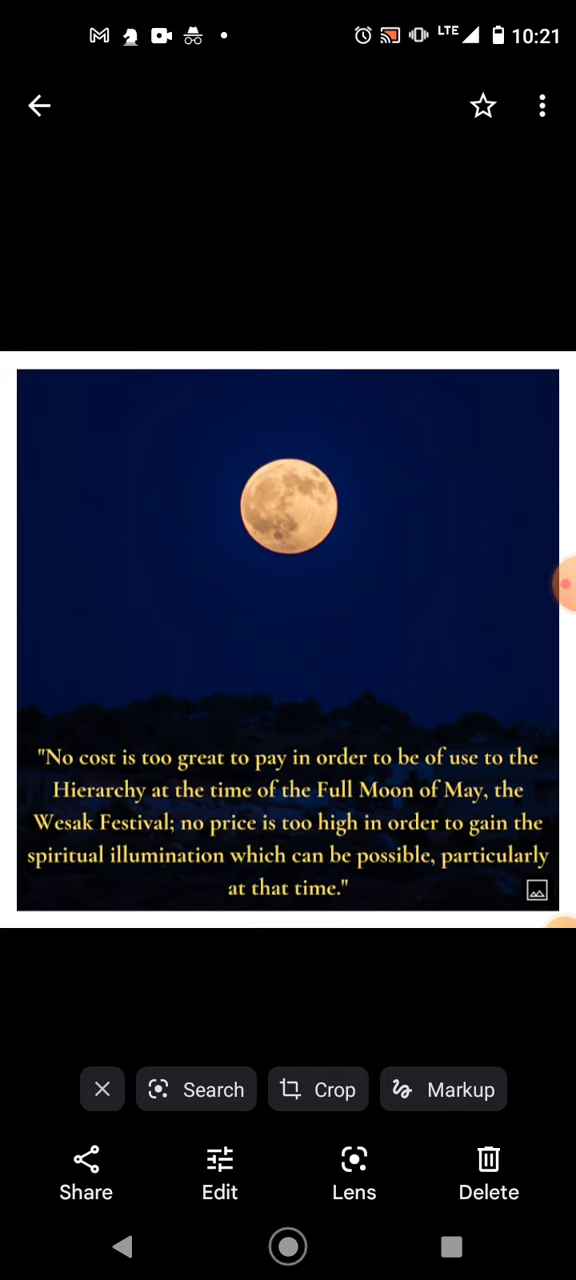 LTE 10:21
"No cost is too great to pay in order to be of use to the
Hierarchy at the time of the Full Moon of May, the
Wesak Festival; no price is too high in order to gain the
spiritual illumination which can be possible, particularly
at that time."
Search Crop Markup
Share Edit Lens Delete